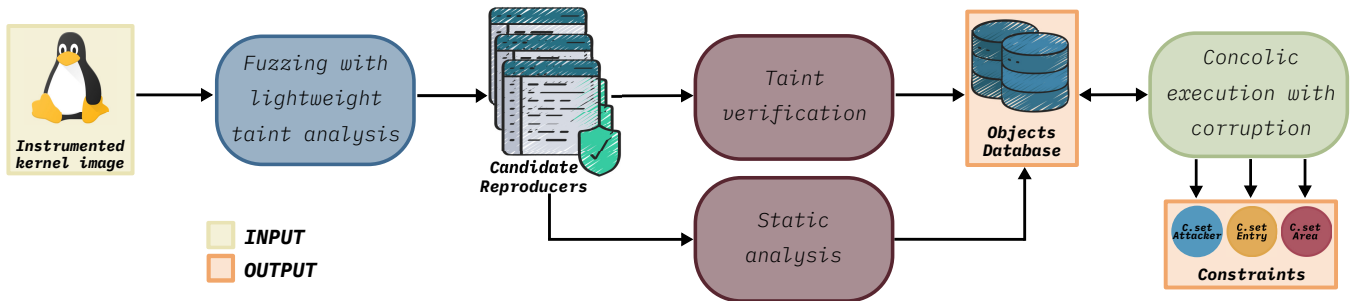 Instrumented
kernel image
Fuzzing with
lightweight
taint analysis
Candidate
Reproducers
Taint
verification
Static
analysis
Objects
Database
Concolic
execution with
corruption
C.set
Attacker
C.set
Entry
C.set
Area
Constraints
INPUT
OUTPUT